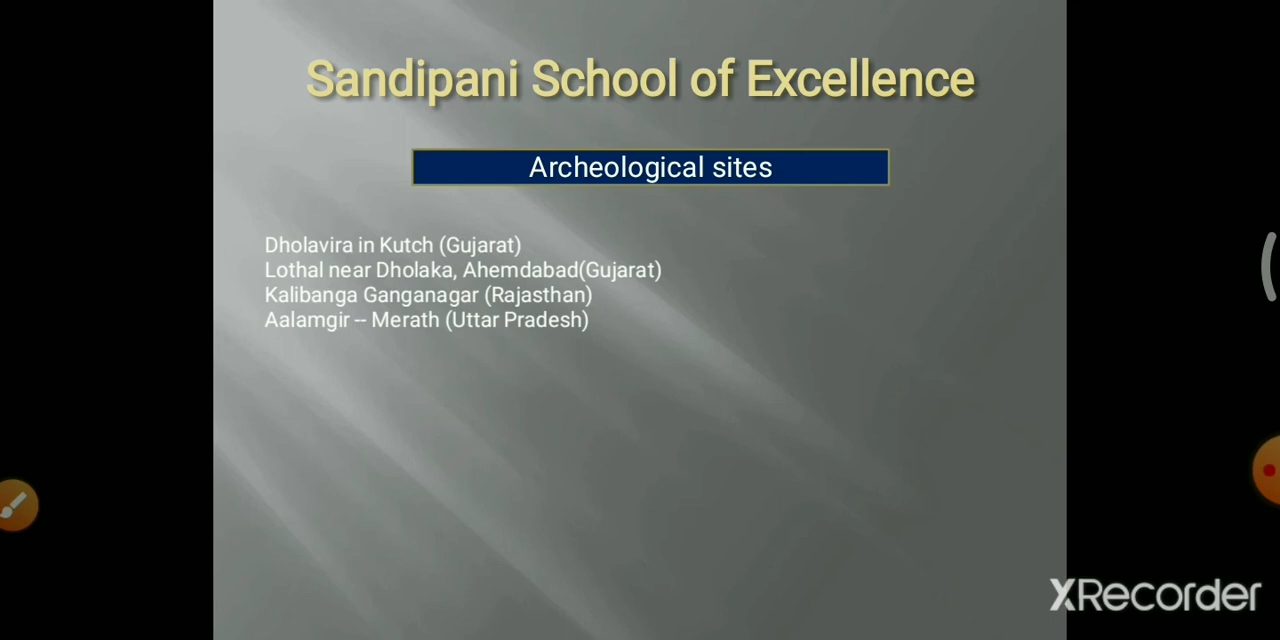 Sandipani School of Excellence
Archeological sites
Dholavira in Kutch (Gujarat)
Lothal near Dholaka, Ahemdabad(Gujarat)
Kalibanga Ganganagar (Rajasthan)
Aalamgir -- Merath (Uttar Pradesh)
XRecorder